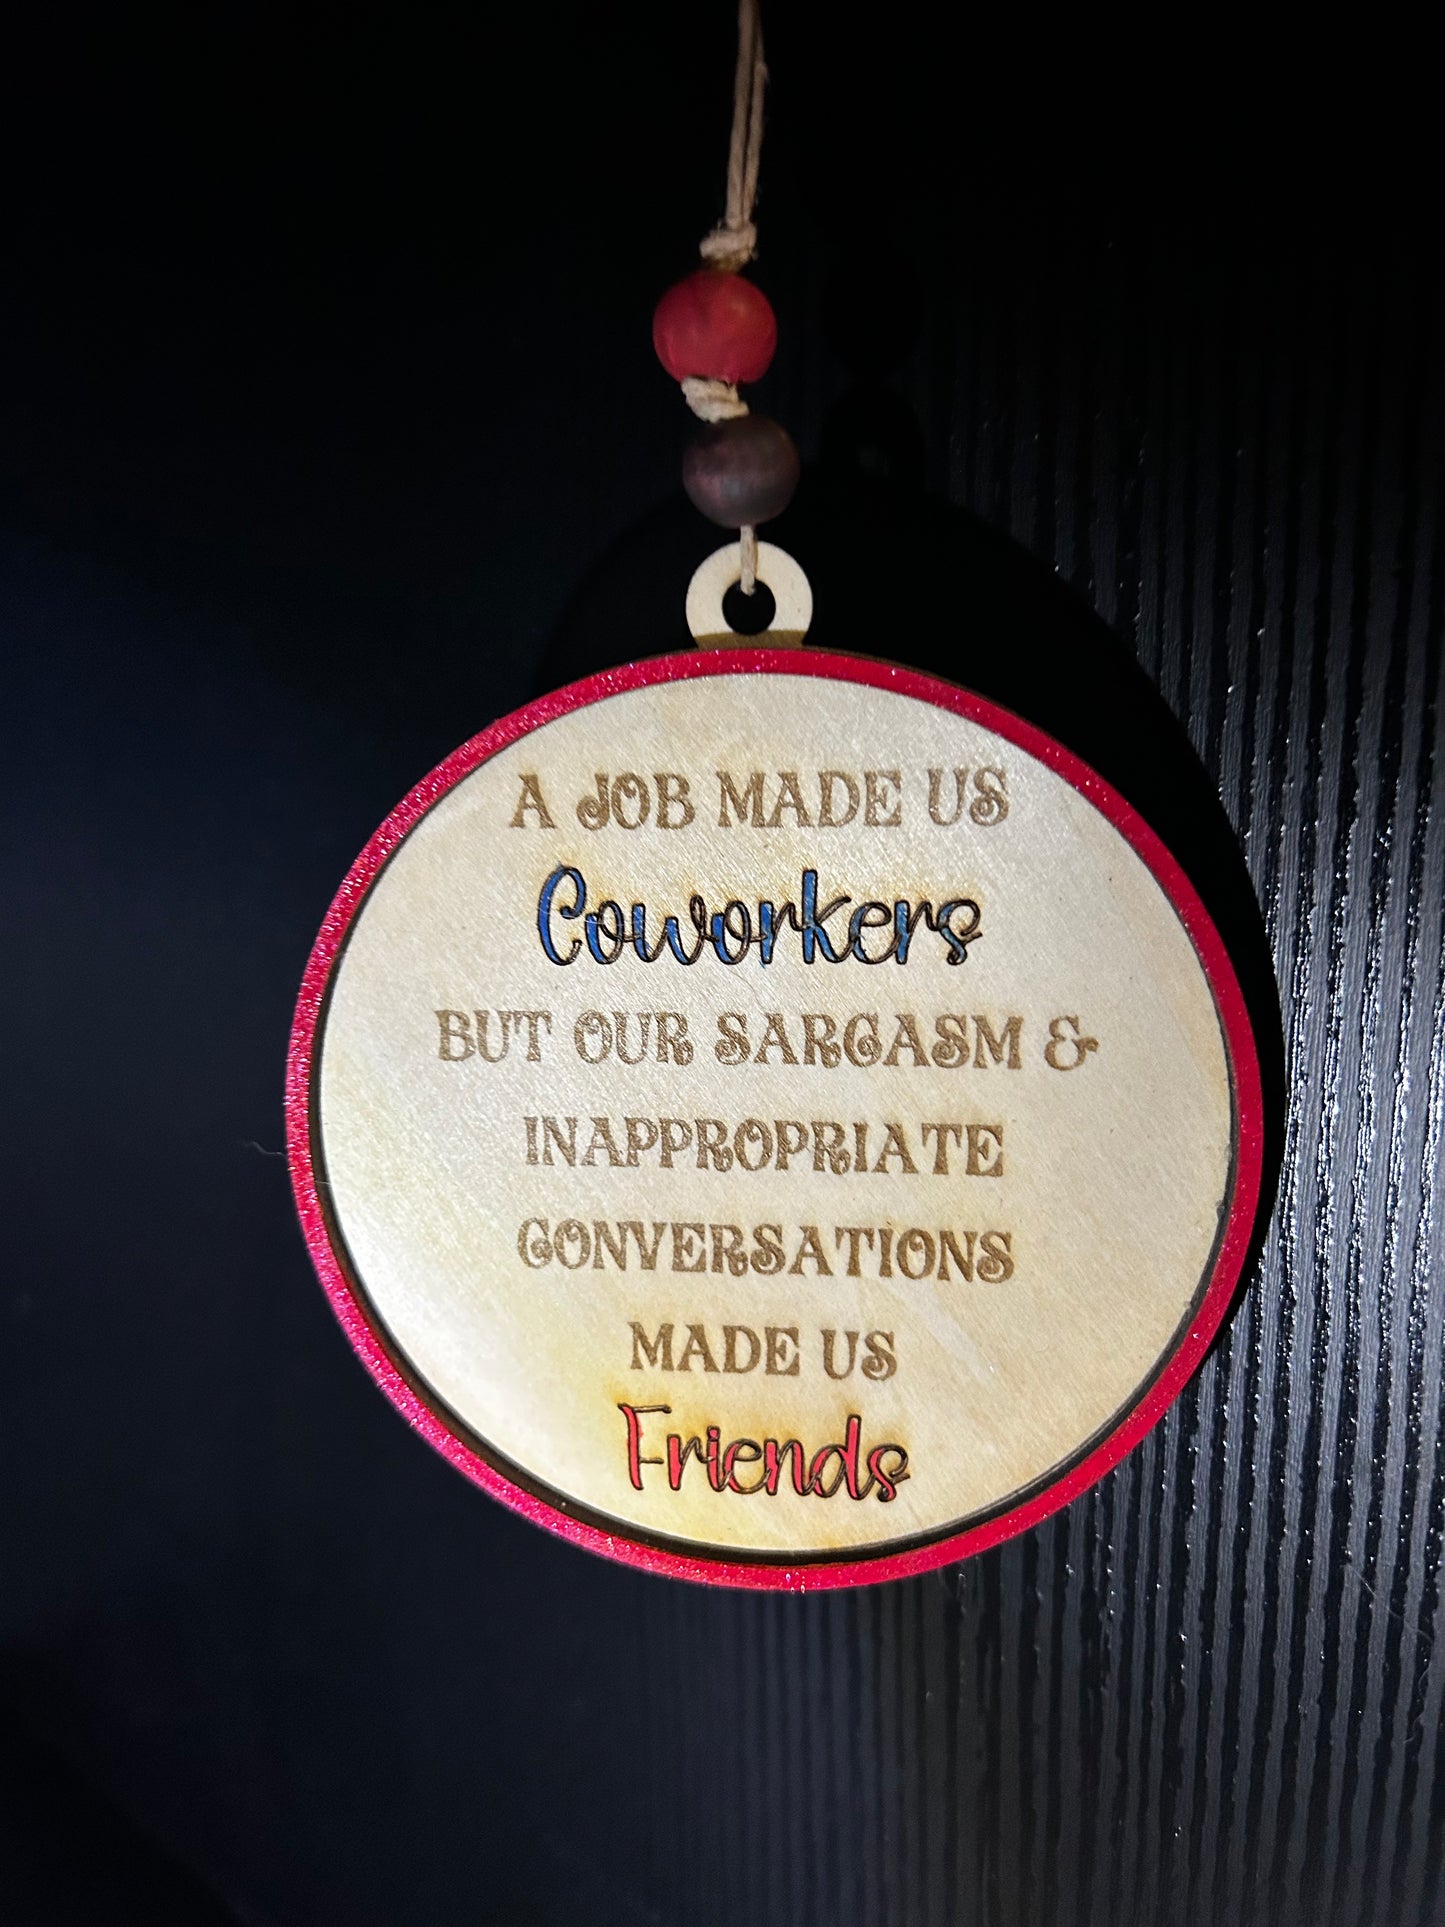 A JOB MADE US
Coworkers
BUT OUR SARCASM &
INAPPROPRIATE
CONVERSATIONS
MADE US
Friends